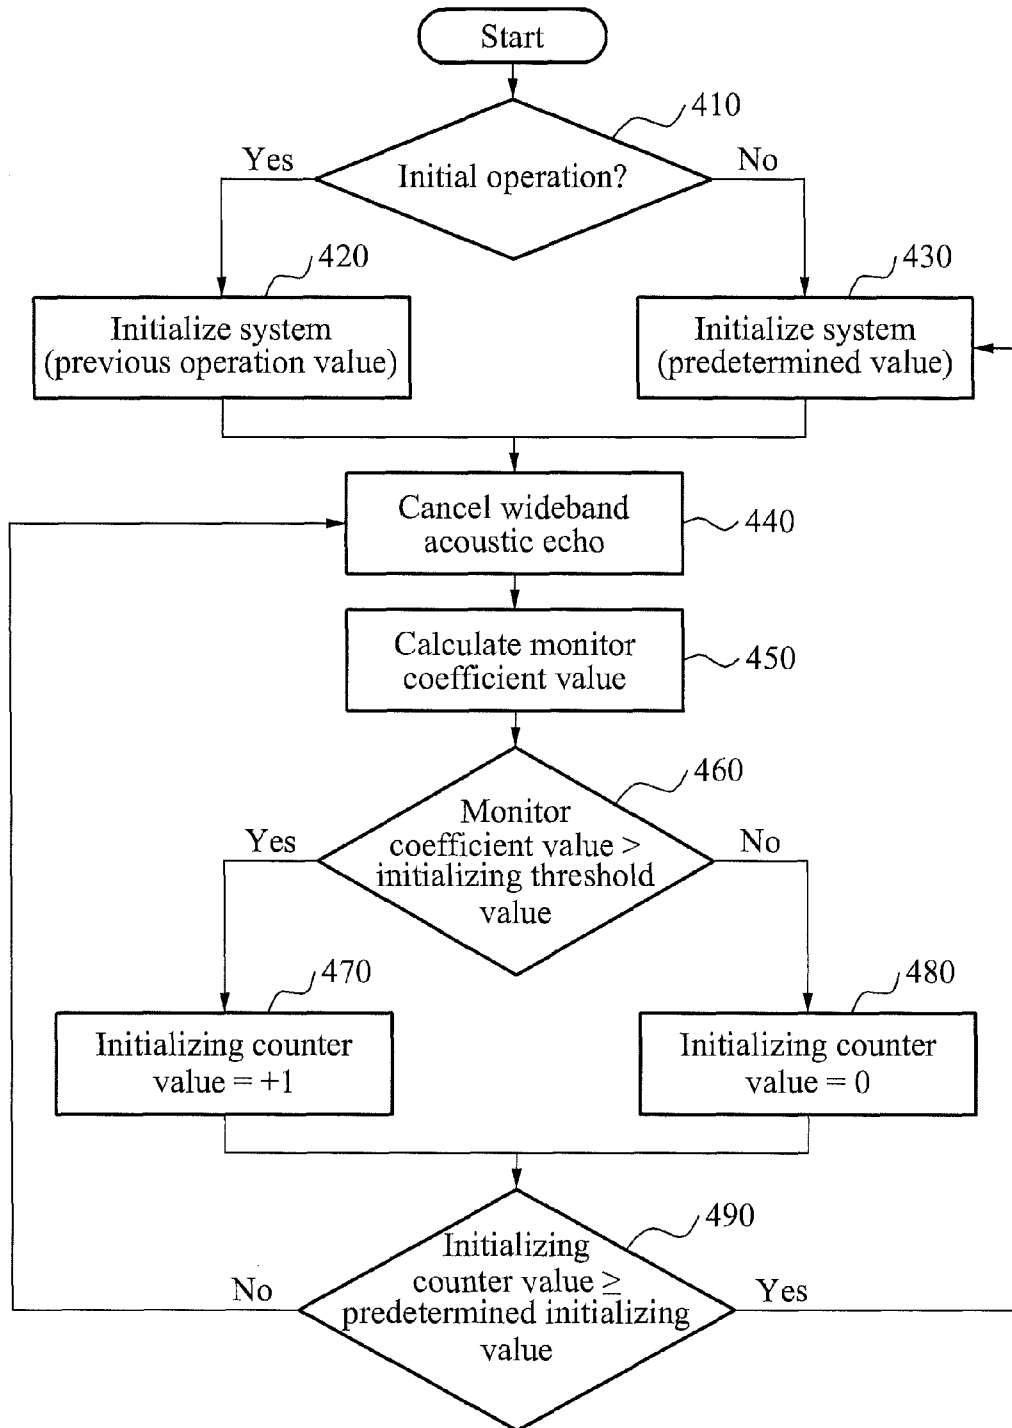 Start
410
Yes
No
Initial operation?
420
430
Initialize system
(previous operation value)
Initialize system
(predetermined value)
Cancel wideband
acoustic echo
440
Calculate monitor
coefficient value
450
460
Yes
No
Monitor
coefficient value >
initializing threshold
value
470
480
Initializing counter
value = +1
Initializing counter
value = 0
490
No
Yes
Initializing
counter value ≥
predetermined initializing
value